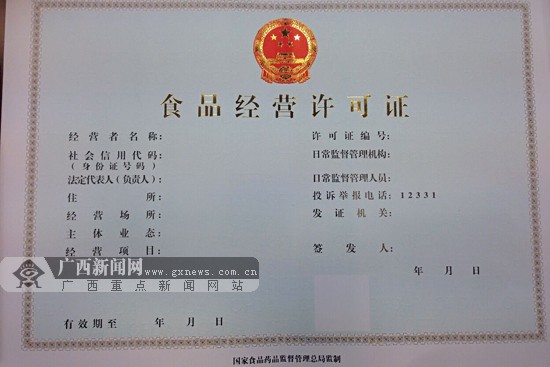 食品经营许可证
经营者名称:
社会信用代码:
(身份证号码)
法定代表人(负责人):
住所:
经营场所:
主体业态:
经营项目:
许可证编号:
日常监督管理机构:
日常监督管理人员:
投诉举报电话:12331
发证机关:
签发人:
年 月 日
有效期至 年 月 日
国家食品药品监督管理总局监制
广西新闻网
www.gxnews.com.cn
广西重点新闻网站